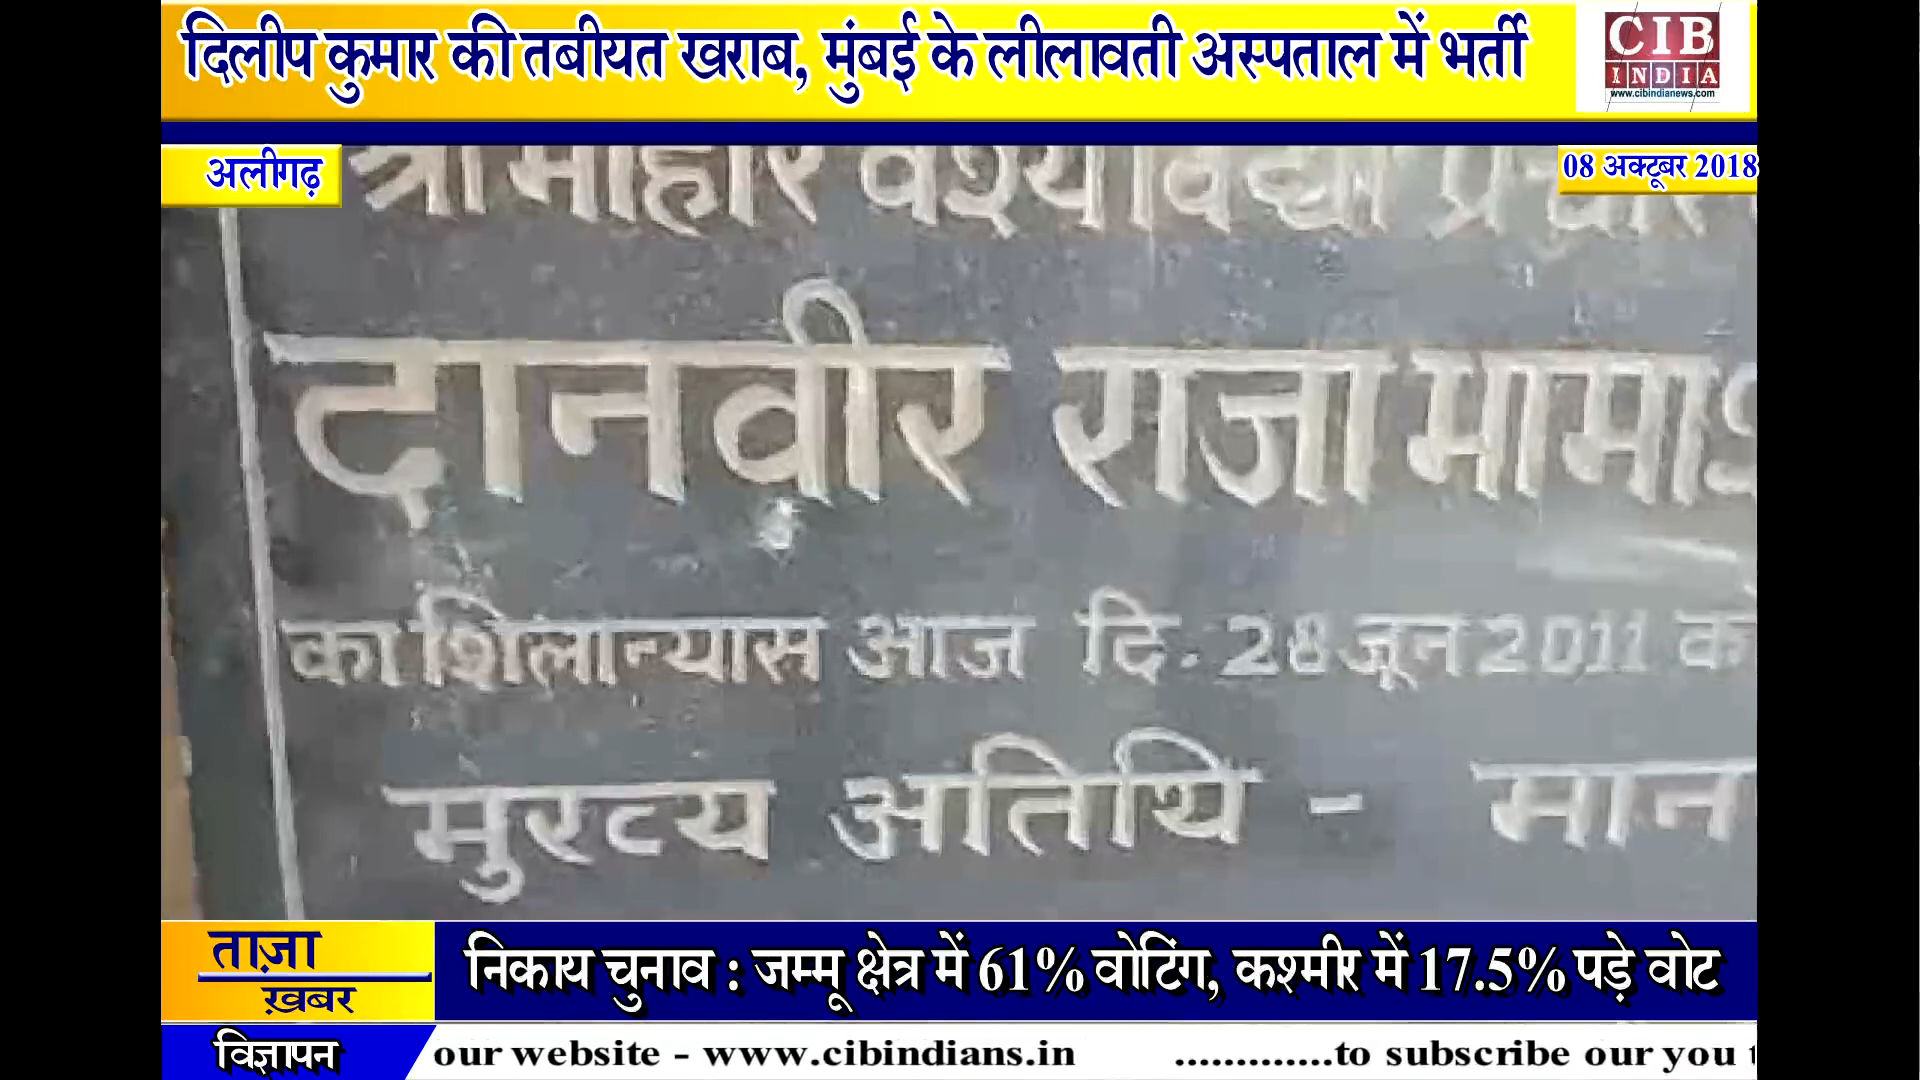 दिलीप कुमार की तबीयत खराब, मुंबई के लीलावती अस्पताल में भर्ती
CIB
INDIA
www.cibindianews.com
अलीगढ़
08 अक्टूबर 2018
श्री माहौर वैश्य विद्या प्रचार
दानवीर राजा भामाश
का शिलान्यास आज दि. 28 जून 2011 को
मुख्य अतिथि - मान
ताज़ा
ख़बर
निकाय चुनाव : जम्मू क्षेत्र में 61% वोटिंग, कश्मीर में 17.5% पड़े वोट
विज्ञापन
our website - www.cibindians.in .............to subscribe our you t